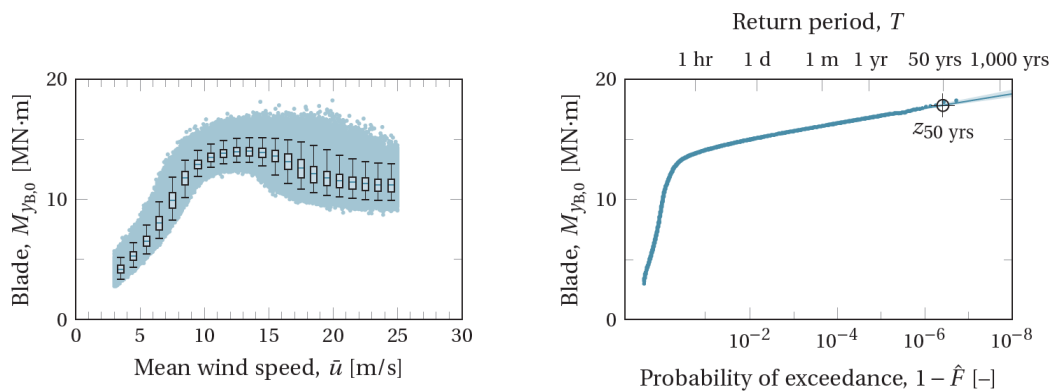 Blade, M_{y_{B,0}} [MN·m]
20
10
0
0 5 10 15 20 25 30
Mean wind speed, ū [m/s]
Return period, T
1 hr 1 d 1 m 1 yr 50 yrs 1,000 yrs
Blade, M_{y_{B,0}} [MN·m]
20
10
0
z_{50 yrs}
10^{-2} 10^{-4} 10^{-6} 10^{-8}
Probability of exceedance, 1 – F̂ [–]